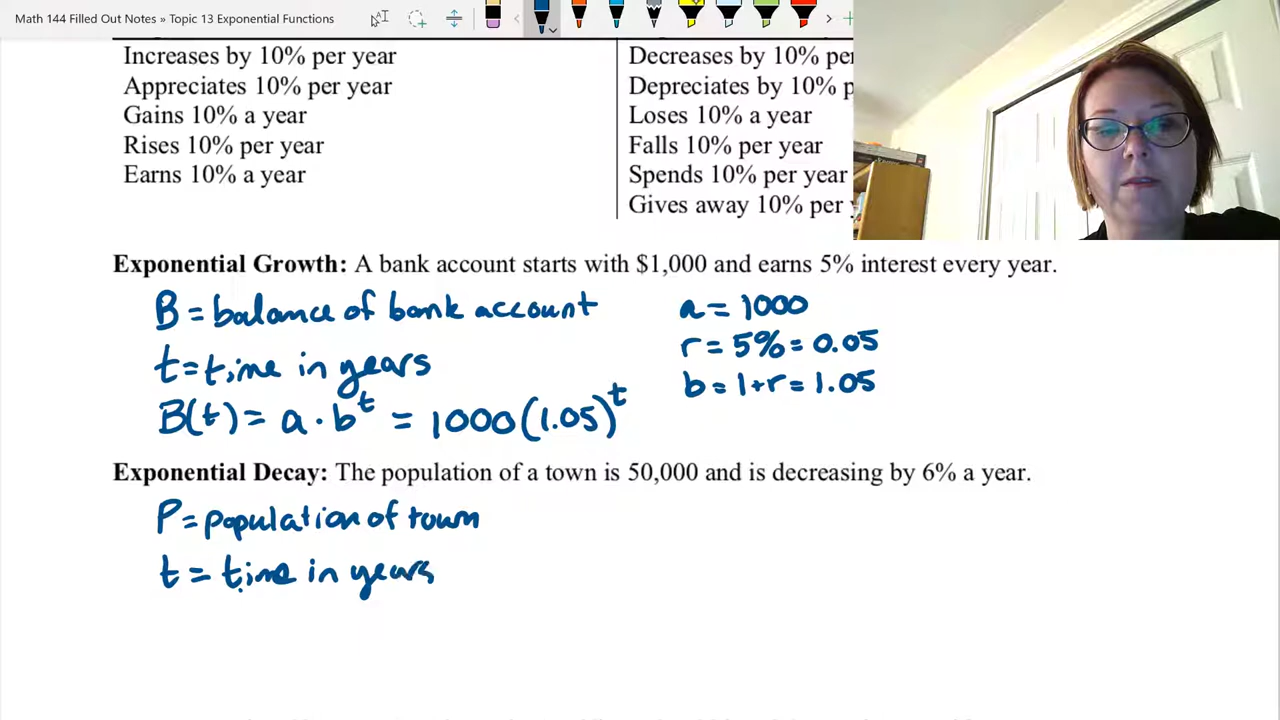 Math 144 Filled Out Notes » Topic 13 Exponential Functions
Increases by 10% per year
Appreciates 10% per year
Gains 10% a year
Rises 10% per year
Earns 10% a year
Decreases by 10% per
Depreciates by 10% p
Loses 10% a year
Falls 10% per year
Spends 10% per year
Gives away 10% per y
Exponential Growth: A bank account starts with $1,000 and earns 5% interest every year.
B = balance of bank account
t = time in years
B(t) = a · b^t = 1000(1.05)^t
a = 1000
r = 5% = 0.05
b = 1+r = 1.05
Exponential Decay: The population of a town is 50,000 and is decreasing by 6% a year.
P = population of town
t = time in years